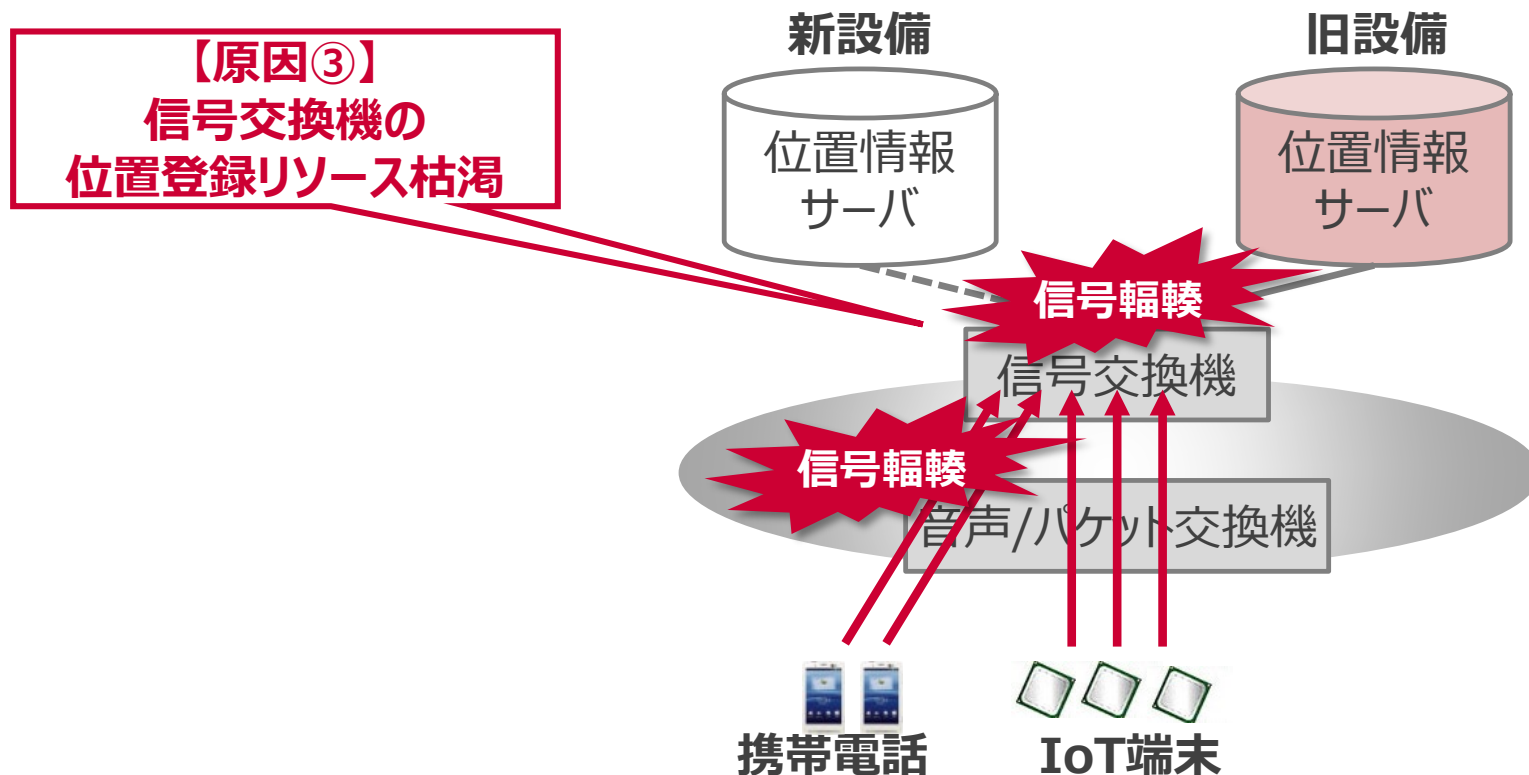 【原因③】
信号交換機の
位置登録リソース枯渇
新設備
旧設備
位置情報
サーバ
位置情報
サーバ
信号輻輳
信号交換機
信号輻輳
音声/パケット交換機
携帯電話
IoT端末